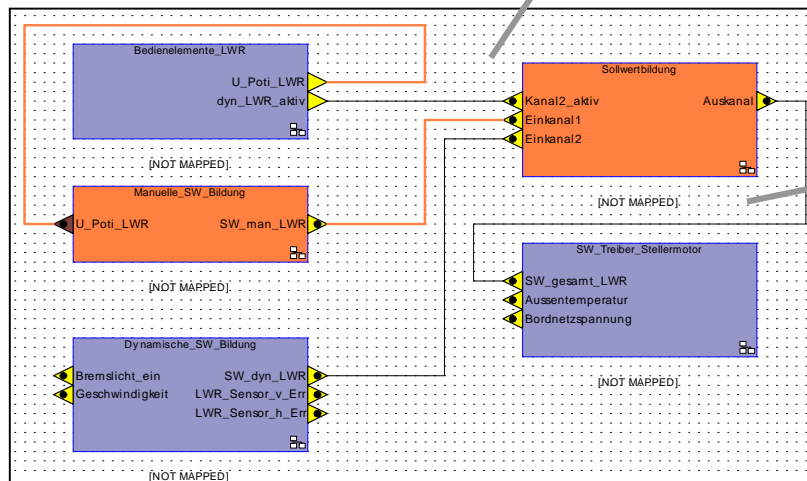 Bedienelemente_LWR
U_Poti_LWR
dyn_LWR_aktiv
[NOT MAPPED]
Manuelle_SW_Bildung
U_Poti_LWR
SW_man_LWR
[NOT MAPPED]
Dynamische_SW_Bildung
Bremslicht_ein
SW_dyn_LWR
Geschwindigkeit
LWR_Sensor_v_Err
LWR_Sensor_h_Err
[NOT MAPPED]
Sollwertbildung
Kanal2_aktiv
Auskanal
Einkanal1
Einkanal2
[NOT MAPPED]
SW_Treiber_Stellermotor
SW_gesamt_LWR
Aussentemperatur
Bordnetzspannung
[NOT MAPPED]